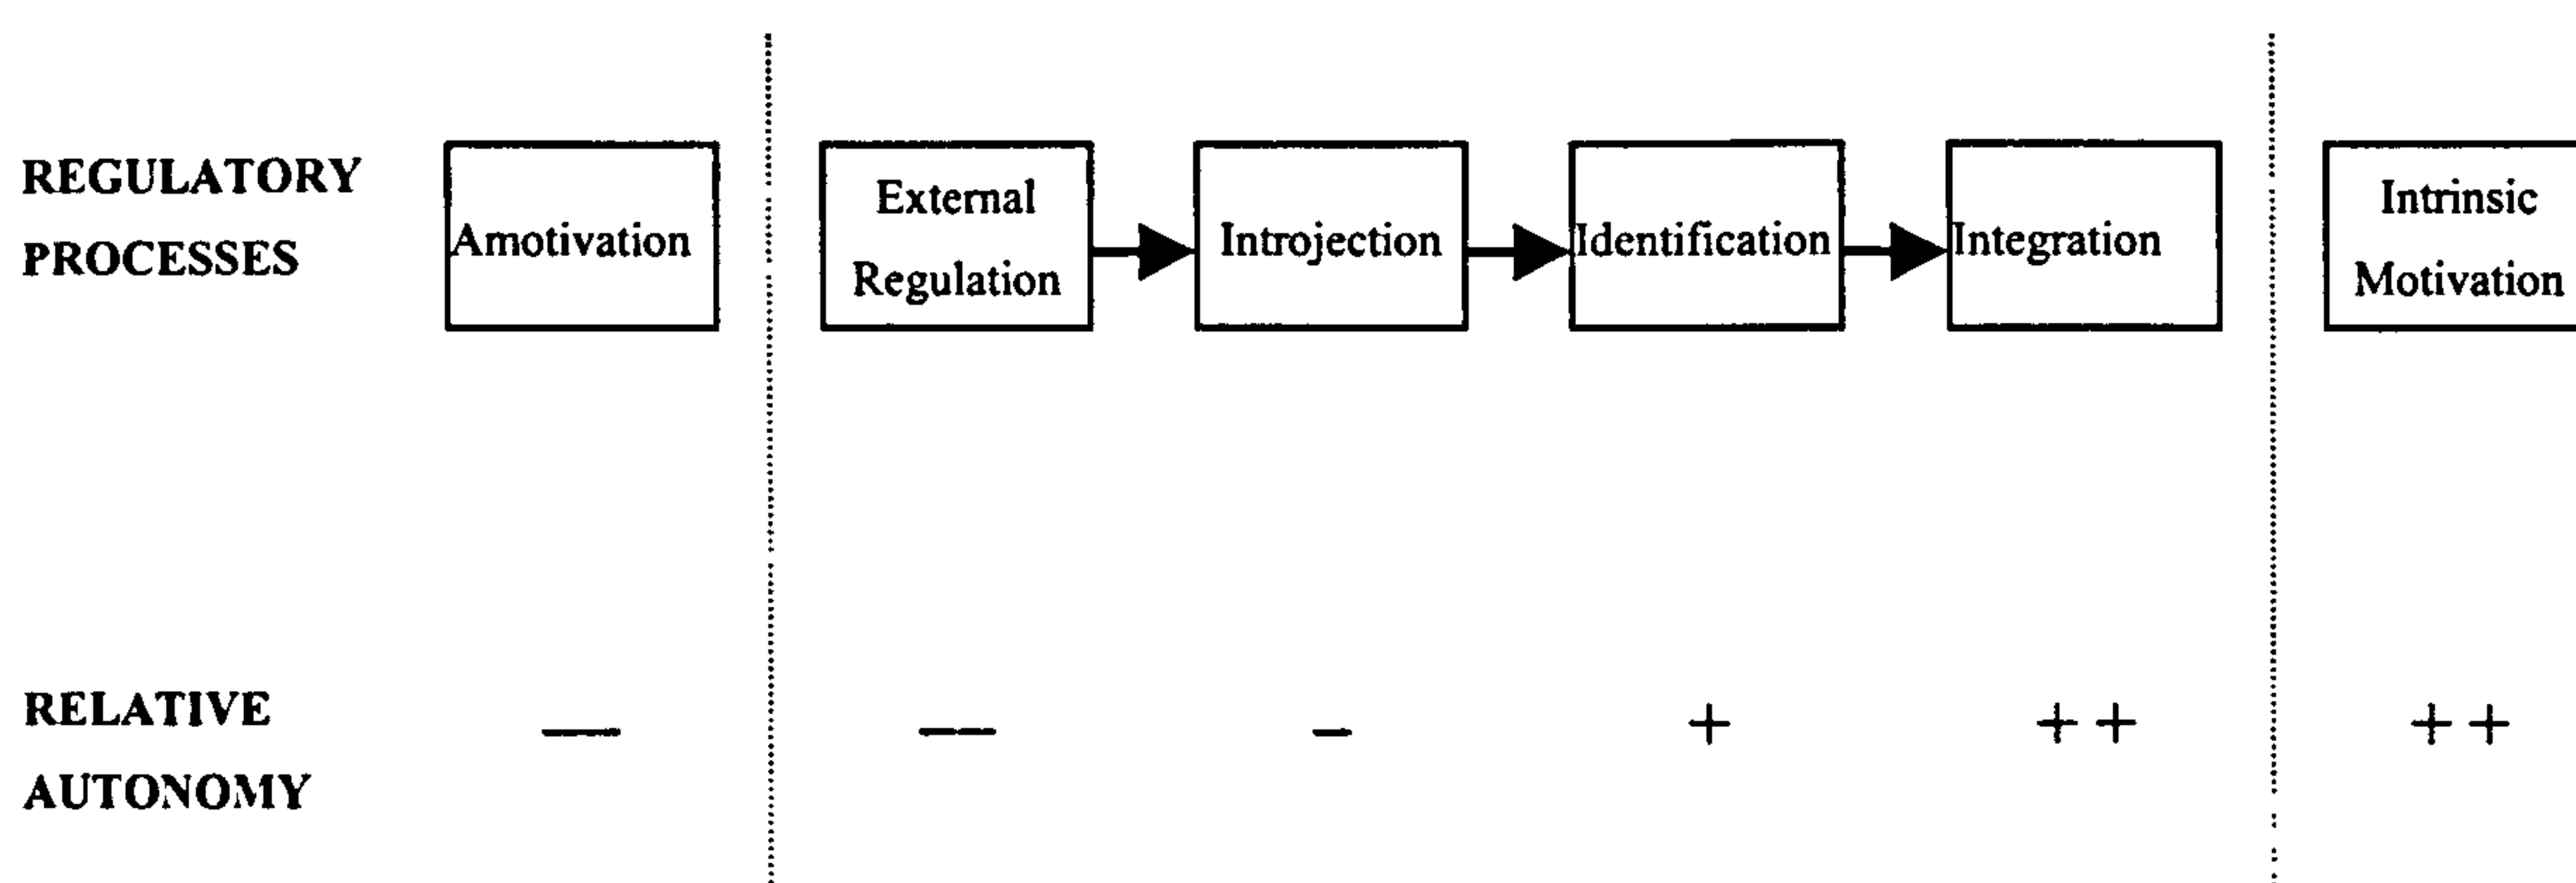 REGULATORY
PROCESSES
Amotivation
External
Regulation
Introjection
Identification
Integration
Intrinsic
Motivation
RELATIVE
AUTONOMY
— — - + ++ ++